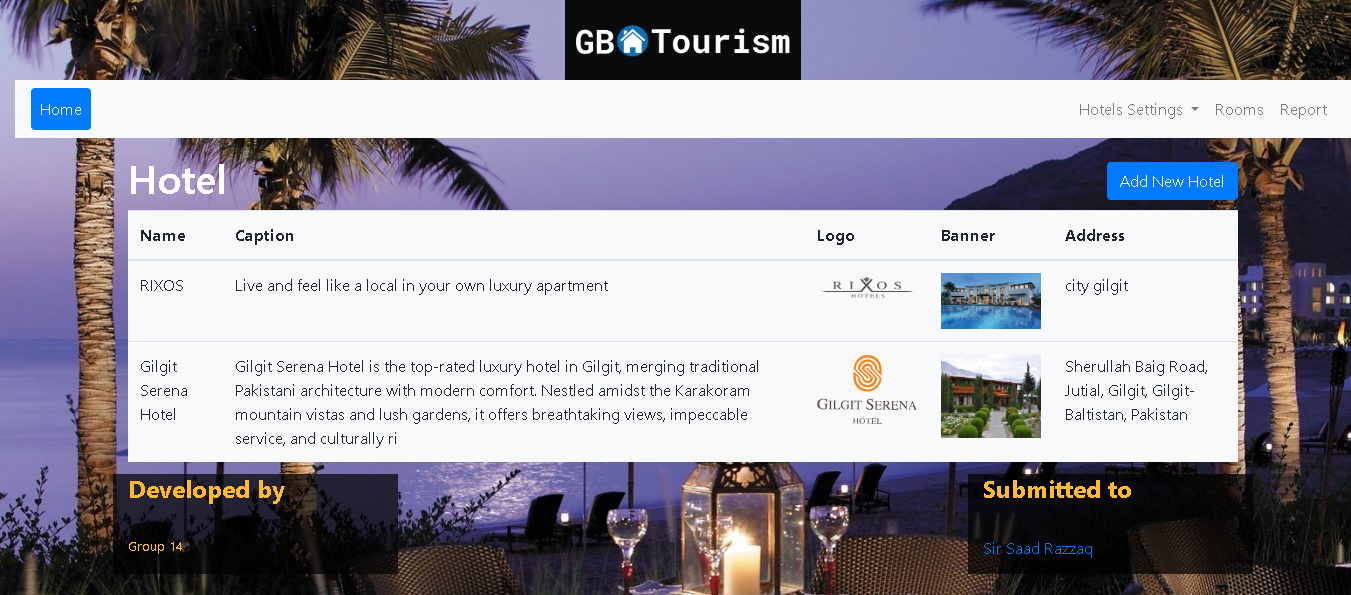 GB Tourism
Home
Hotels Settings
Rooms
Report
Hotel
Add New Hotel
Name
Caption
Logo
Banner
Address
RIXOS
Live and feel like a local in your own luxury apartment
RIXOS
HOTELS
city gilgit
Gilgit
Serena
Hotel
Gilgit Serena Hotel is the top-rated luxury hotel in Gilgit, merging traditional
Pakistani architecture with modern comfort. Nestled amidst the Karakoram
mountain vistas and lush gardens, it offers breathtaking views, impeccable
service, and culturally ri
GILGIT SERENA
HOTEL
Sherullah Baig Road,
Jutial, Gilgit, Gilgit-
Baltistan, Pakistan
Developed by
Group 14
Submitted to
Sir Saad Razzaq